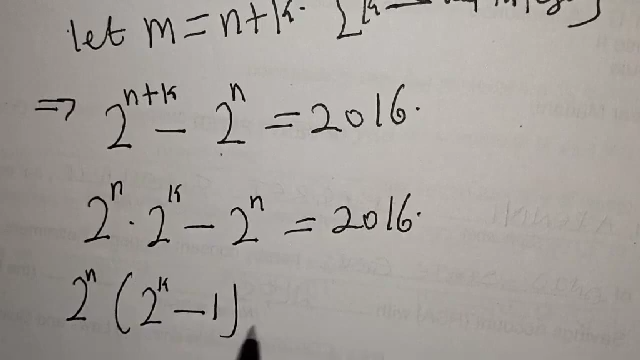 let m = n+k. [k
⇒ 2^{n+k} - 2^n = 2016.
2^n · 2^k - 2^n = 2016.
2^n (2^k - 1)